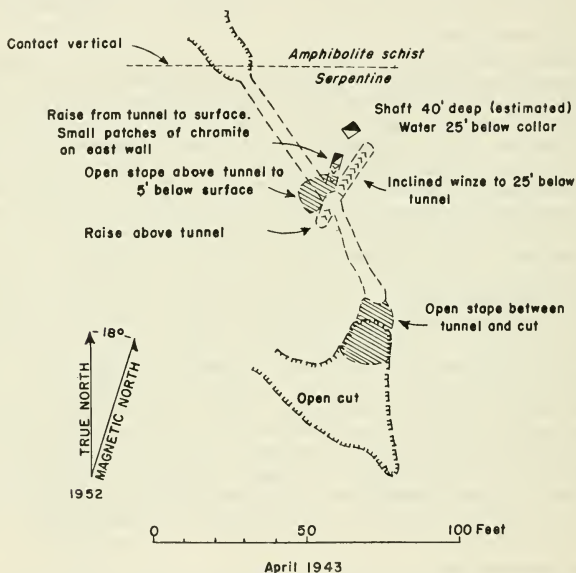 Contact vertical
Amphibolite schist
Serpentine
Raise from tunnel to surface.
Small patches of chromite
on east wall
Shaft 40' deep (estimated)
Water 25' below collar
Open stope above tunnel to
5' below surface
Inclined winze to 25' below
tunnel
Raise above tunnel
Open stope between
tunnel and cut
Open cut
18°
TRUE NORTH
MAGNETIC NORTH
1952
0 50 100 Feet
April 1943